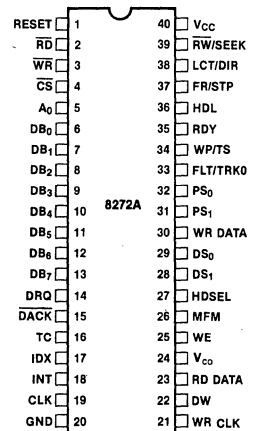 RESET 1 40 VCC
RD 2 39 RW/SEEK
WR 3 38 LCT/DIR
CS 4 37 FR/STP
A0 5 36 HDL
DB0 6 35 RDY
DB1 7 34 WP/TS
DB2 8 33 FLT/TRK0
DB3 9 32 PS0
DB4 10 31 PS1
8272A
DB5 11 30 WR DATA
DB6 12 29 DS0
DB7 13 28 DS1
DRQ 14 27 HDSEL
DACK 15 26 MFM
TC 16 25 WE
IDX 17 24 VCO
INT 18 23 RD DATA
CLK 19 22 DW
GND 20 21 WR CLK